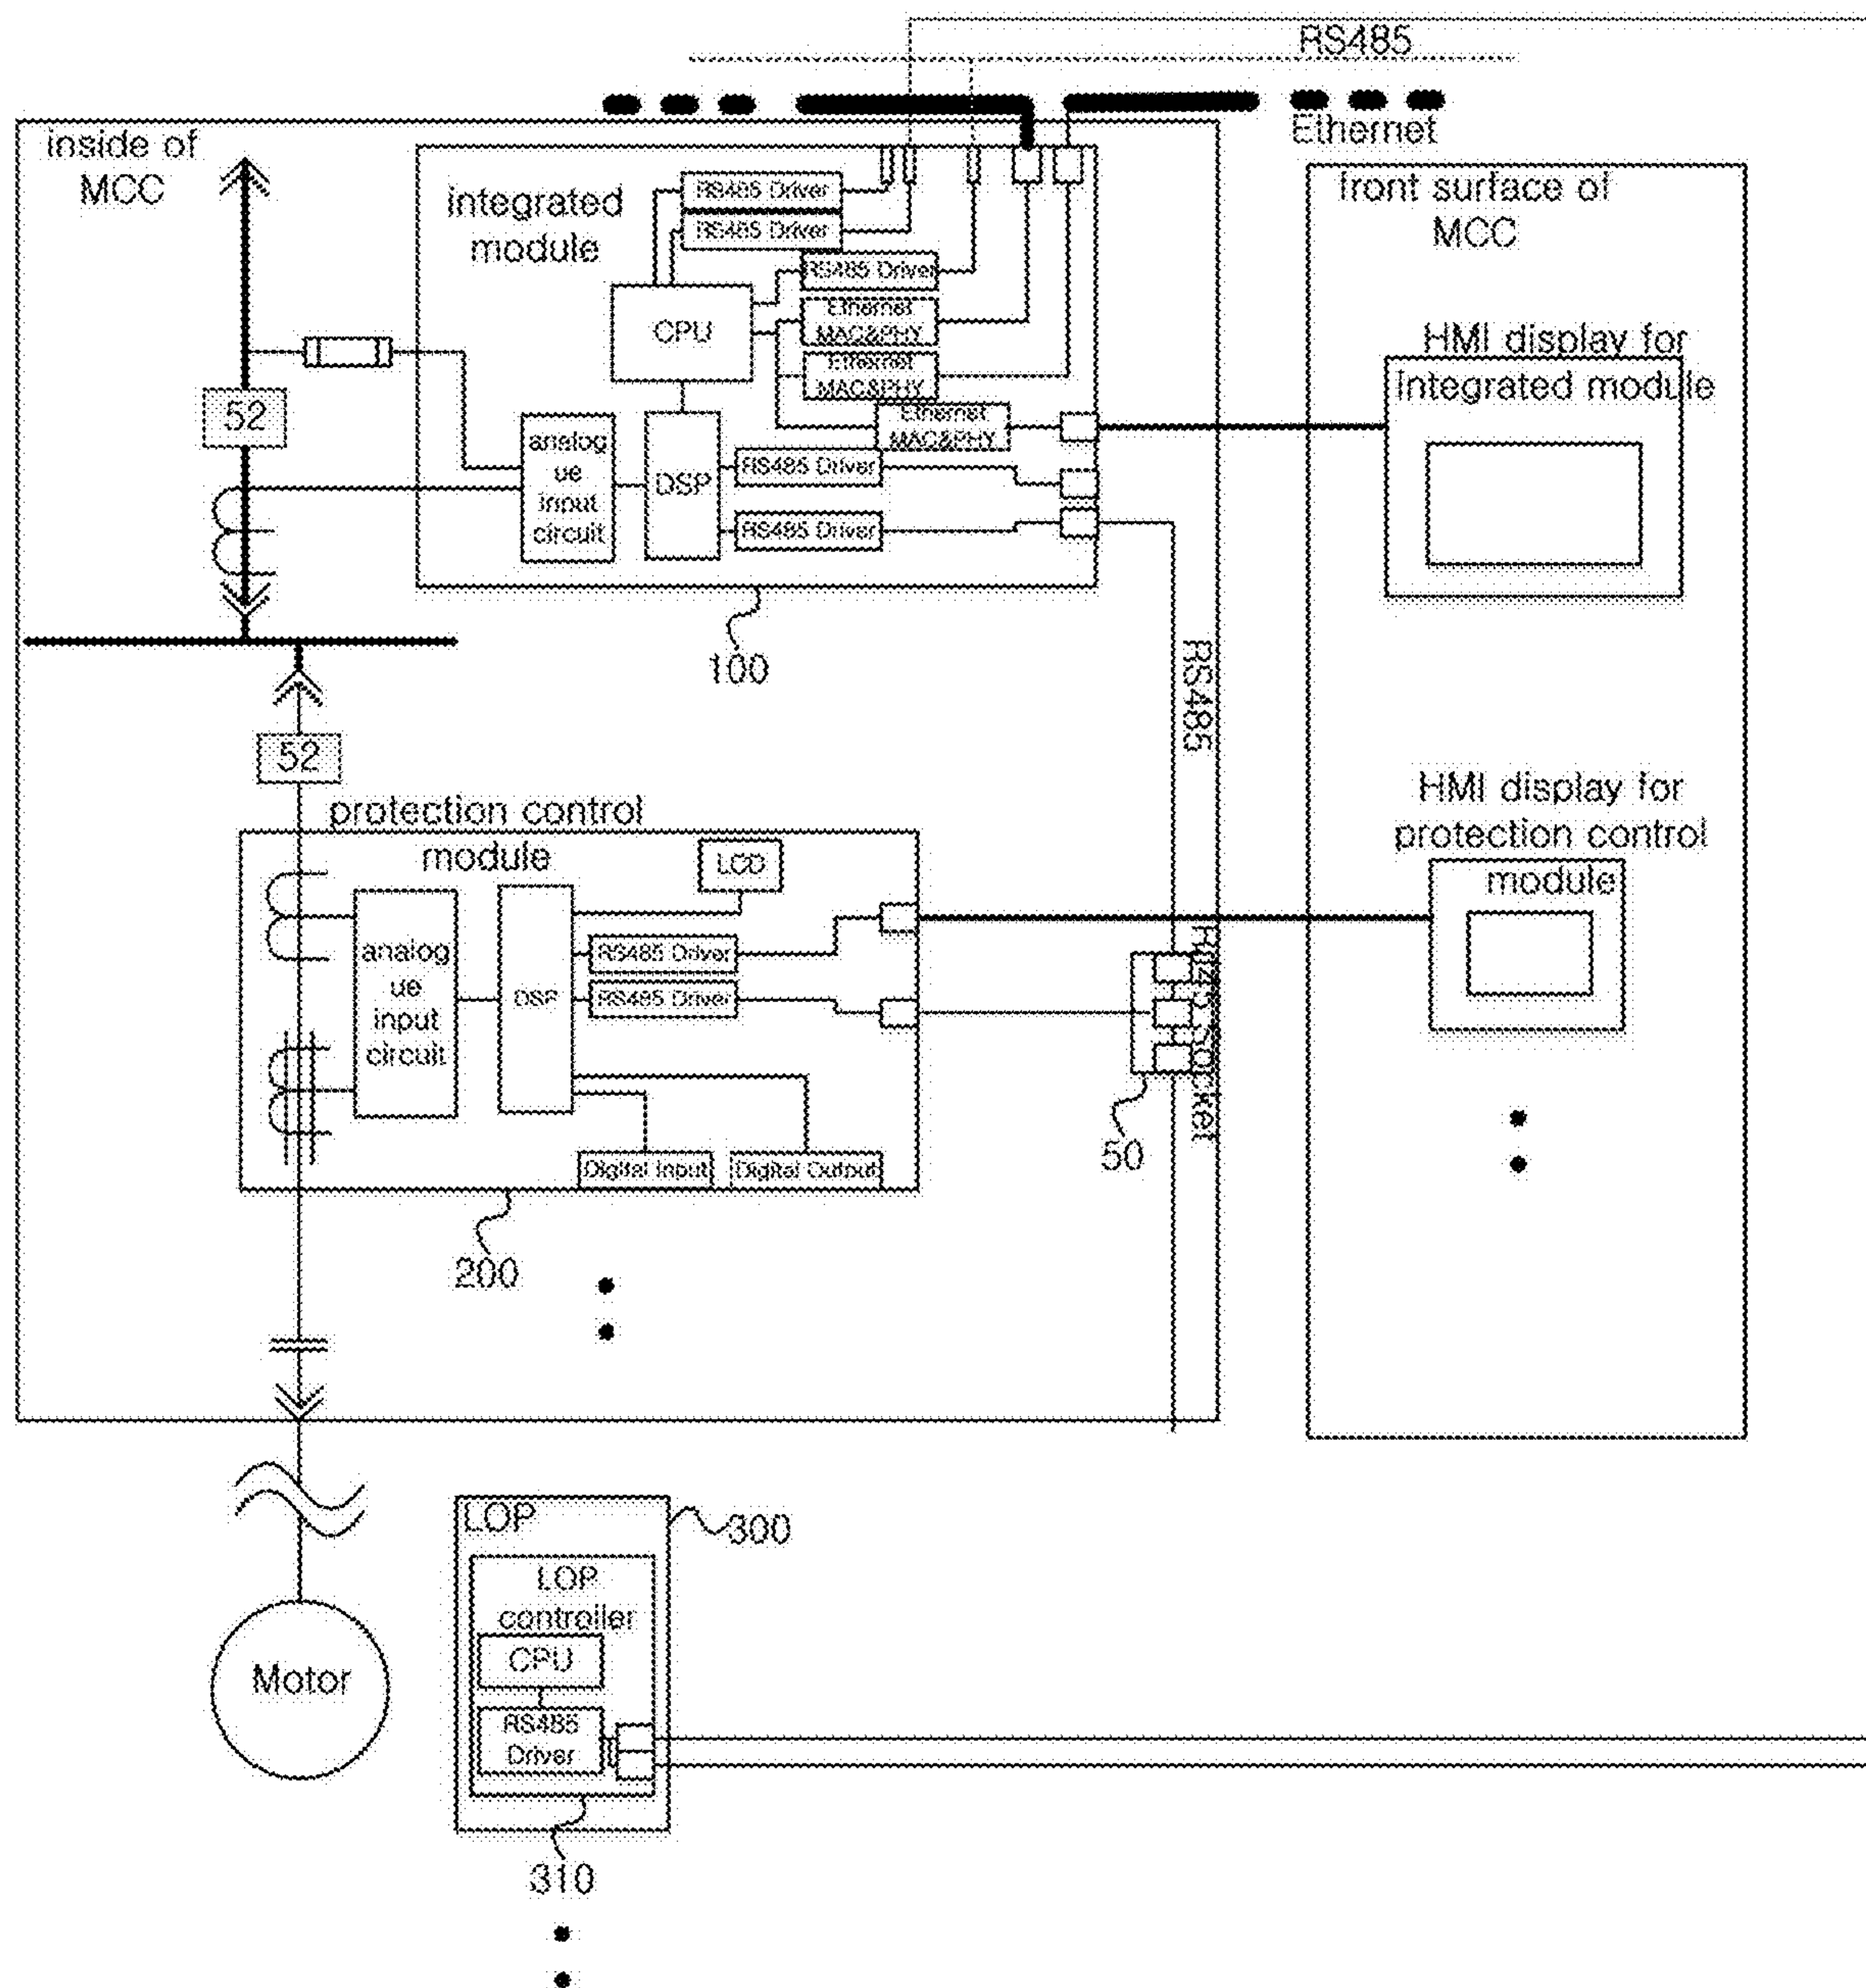 RS485
Ethernet
inside of
MCC
integrated
module
RS485 Driver
RS485 Driver
RS485 Driver
CPU
Ethernet
MAC&PHY
Ethernet
MAC&PHY
Ethernet
MAC&PHY
52
analog
ue
input
circuit
DSP
RS485 Driver
RS485 Driver
100
front surface of
MCC
HMI display for
integrated module
RS485
52
protection control
module
LCD
analog
ue
input
circuit
DSP
RS485 Driver
RS485 Driver
Digital Input
Digital Output
200
50
HMI display for
protection control
module
LOP
300
LOP
controller
CPU
RS485
Driver
310
Motor